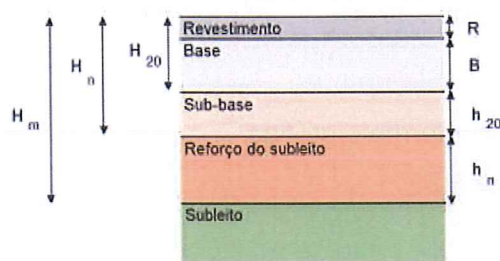 Revestimento
R
Base
B
H 20
H n
H m
Sub-base
h 20
Reforço do subleito
h n
Subleito